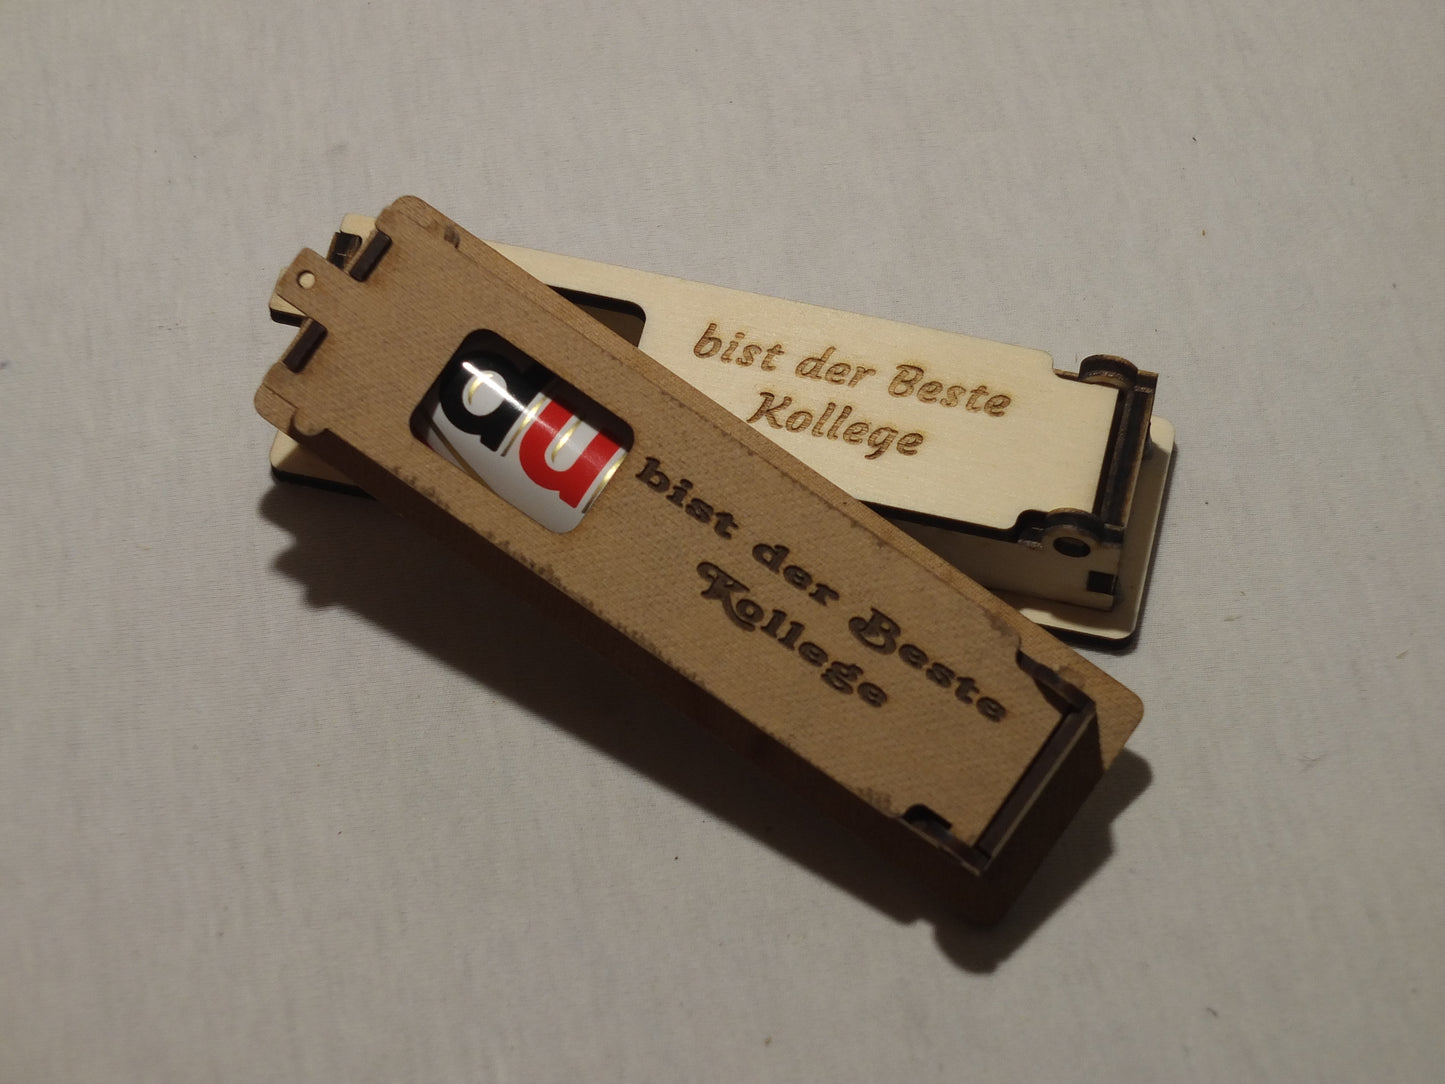 bist der Beste
Kollege
du
bist der Beste
Kollege